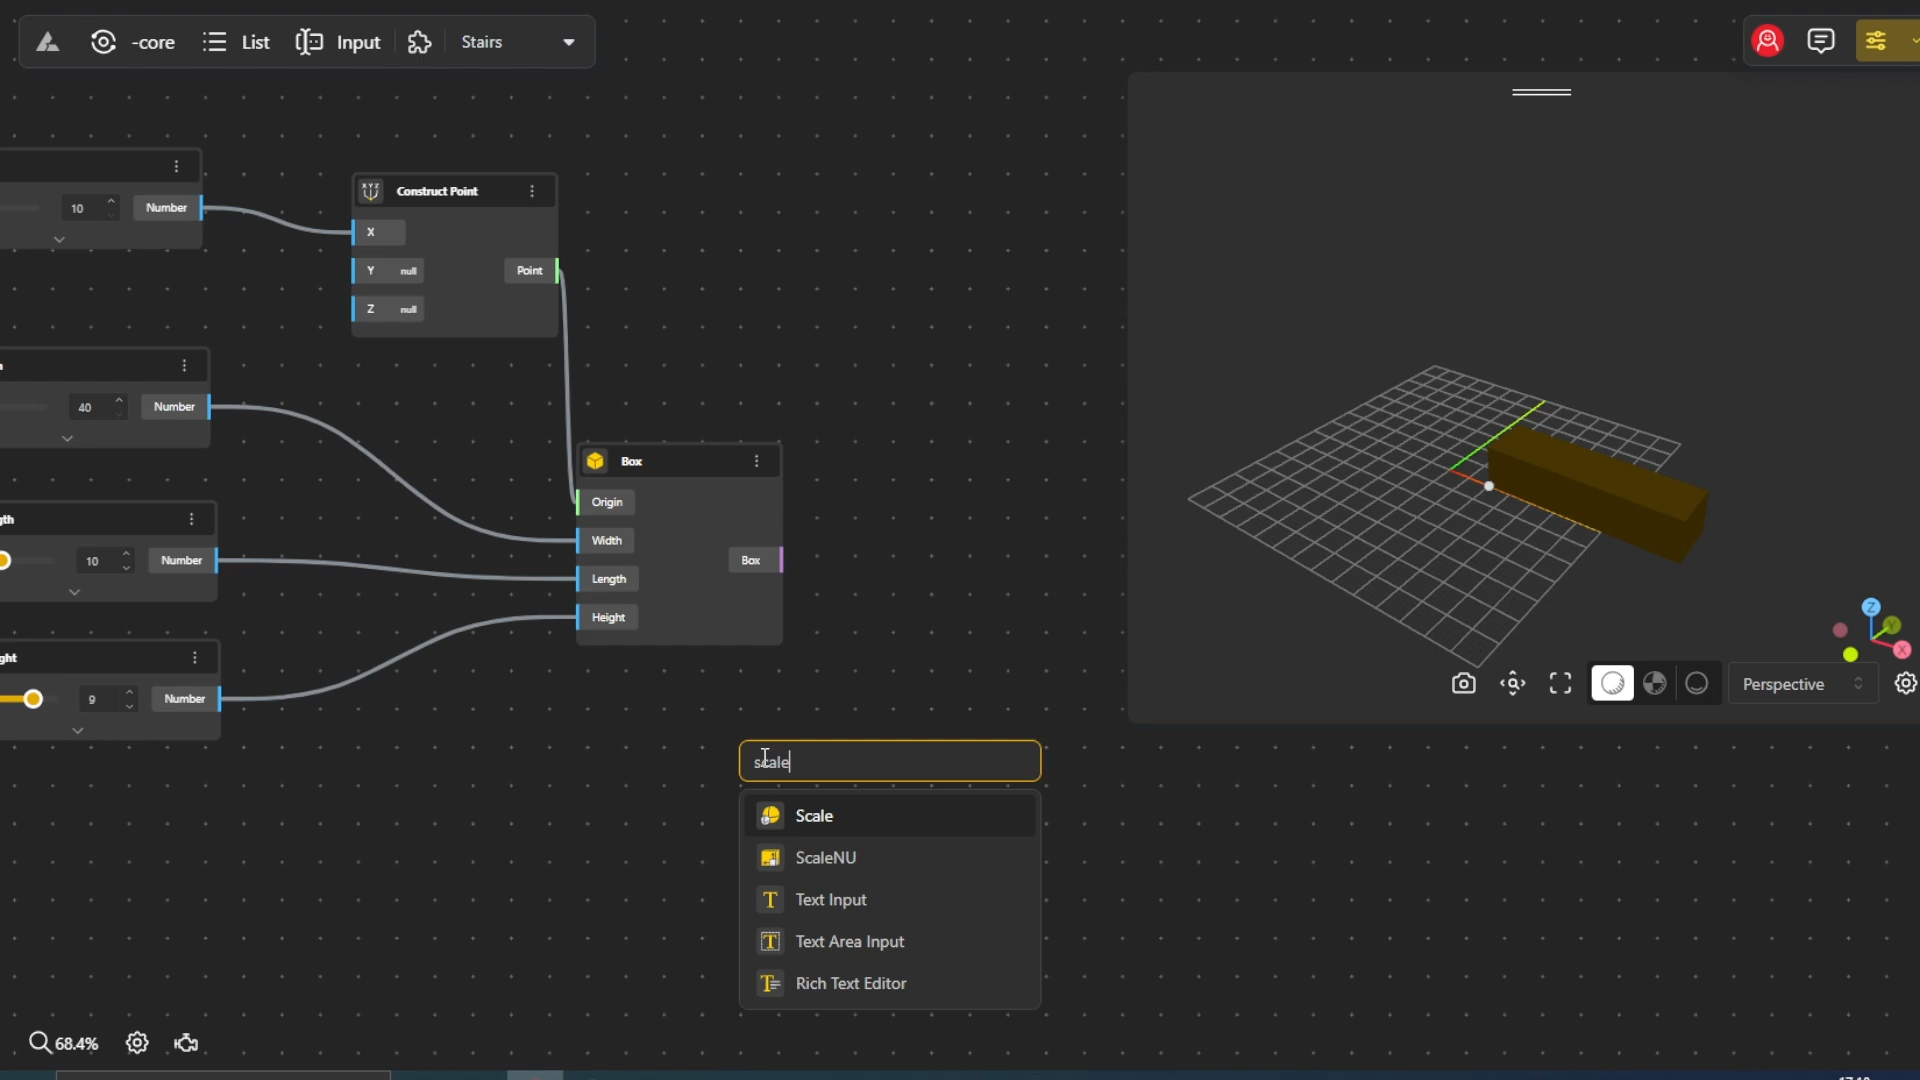 -core List Input Stairs
10 Number
Construct Point
X
Y null Point
Z null
40 Number
Box
Origin
Width
Box
Length
Height
gth
10 Number
ght
9 Number
Z
Y
X
Perspective
scale
Scale
ScaleNU
Text Input
Text Area Input
Rich Text Editor
68.4%